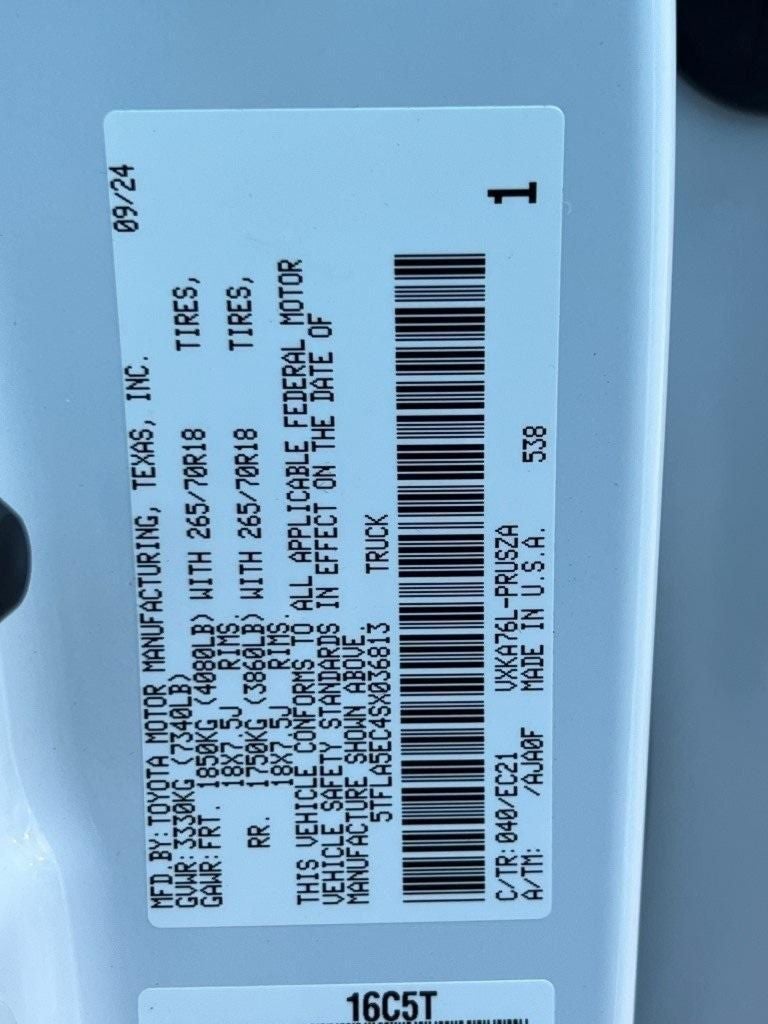 MFD.BY:TOYOTA MOTOR MANUFACTURING, TEXAS, INC. 09/24
GVWR:3330KG (7340LB)
GAWR:FRT. 1850KG (4080LB) WITH 265/70R18 TIRES,
18X7.5J RIMS.
RR. 1750KG (3860LB) WITH 265/70R18 TIRES,
18X7.5J RIMS.
THIS VEHICLE CONFORMS TO ALL APPLICABLE FEDERAL MOTOR
VEHICLE SAFETY STANDARDS IN EFFECT ON THE DATE OF
MANUFACTURE SHOWN ABOVE.
5TFLA5EC4SX036813 TRUCK
1
C/TR:040/EC21 VXKA76L-PRUSZA
A/TM: /AJA0F MADE IN U.S.A. 538
16C5T